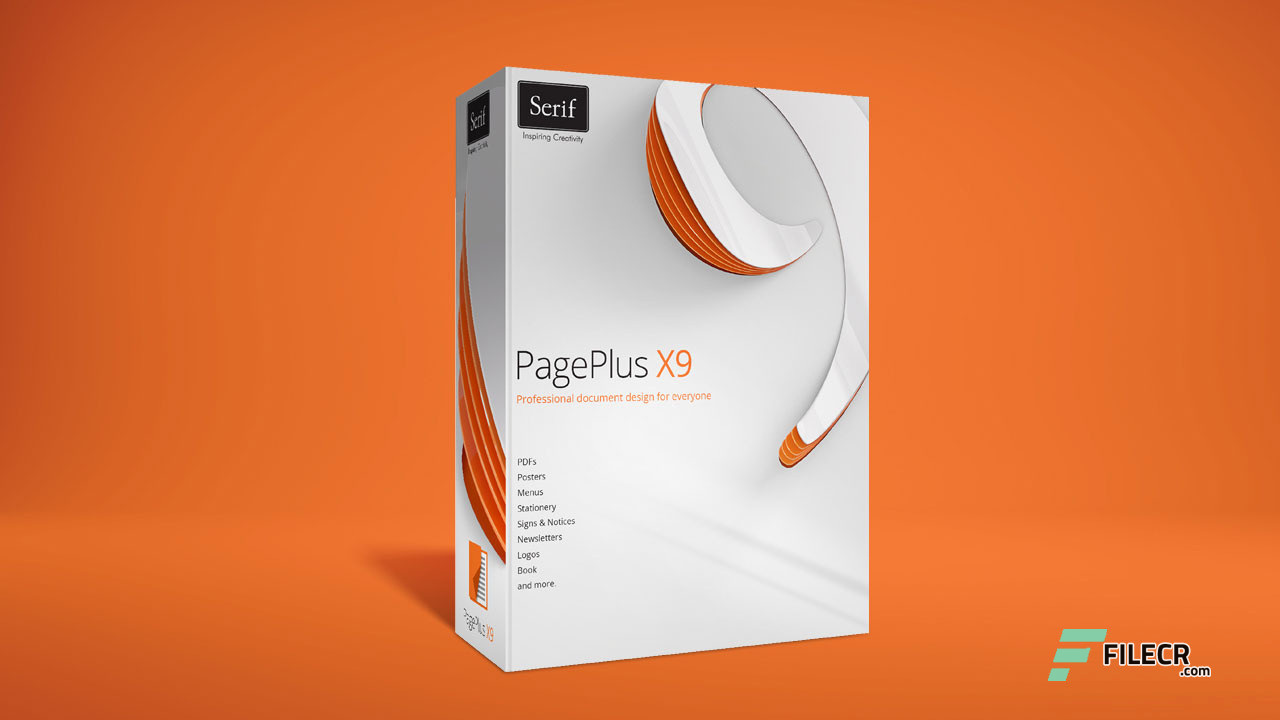 Serif
Inspiring Creativity
Serif
PagePlus X9
Professional document design for everyone
PDFs
Posters
Menus
Stationery
Signs & Notices
Newsletters
Logos
Book
and more.
PagePlus X9
FILECR
.com